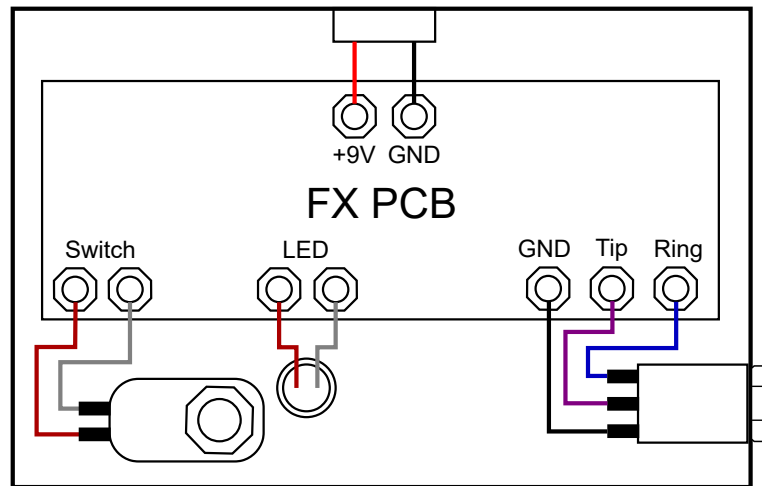 +9V GND
FX PCB
Switch
LED
GND Tip Ring